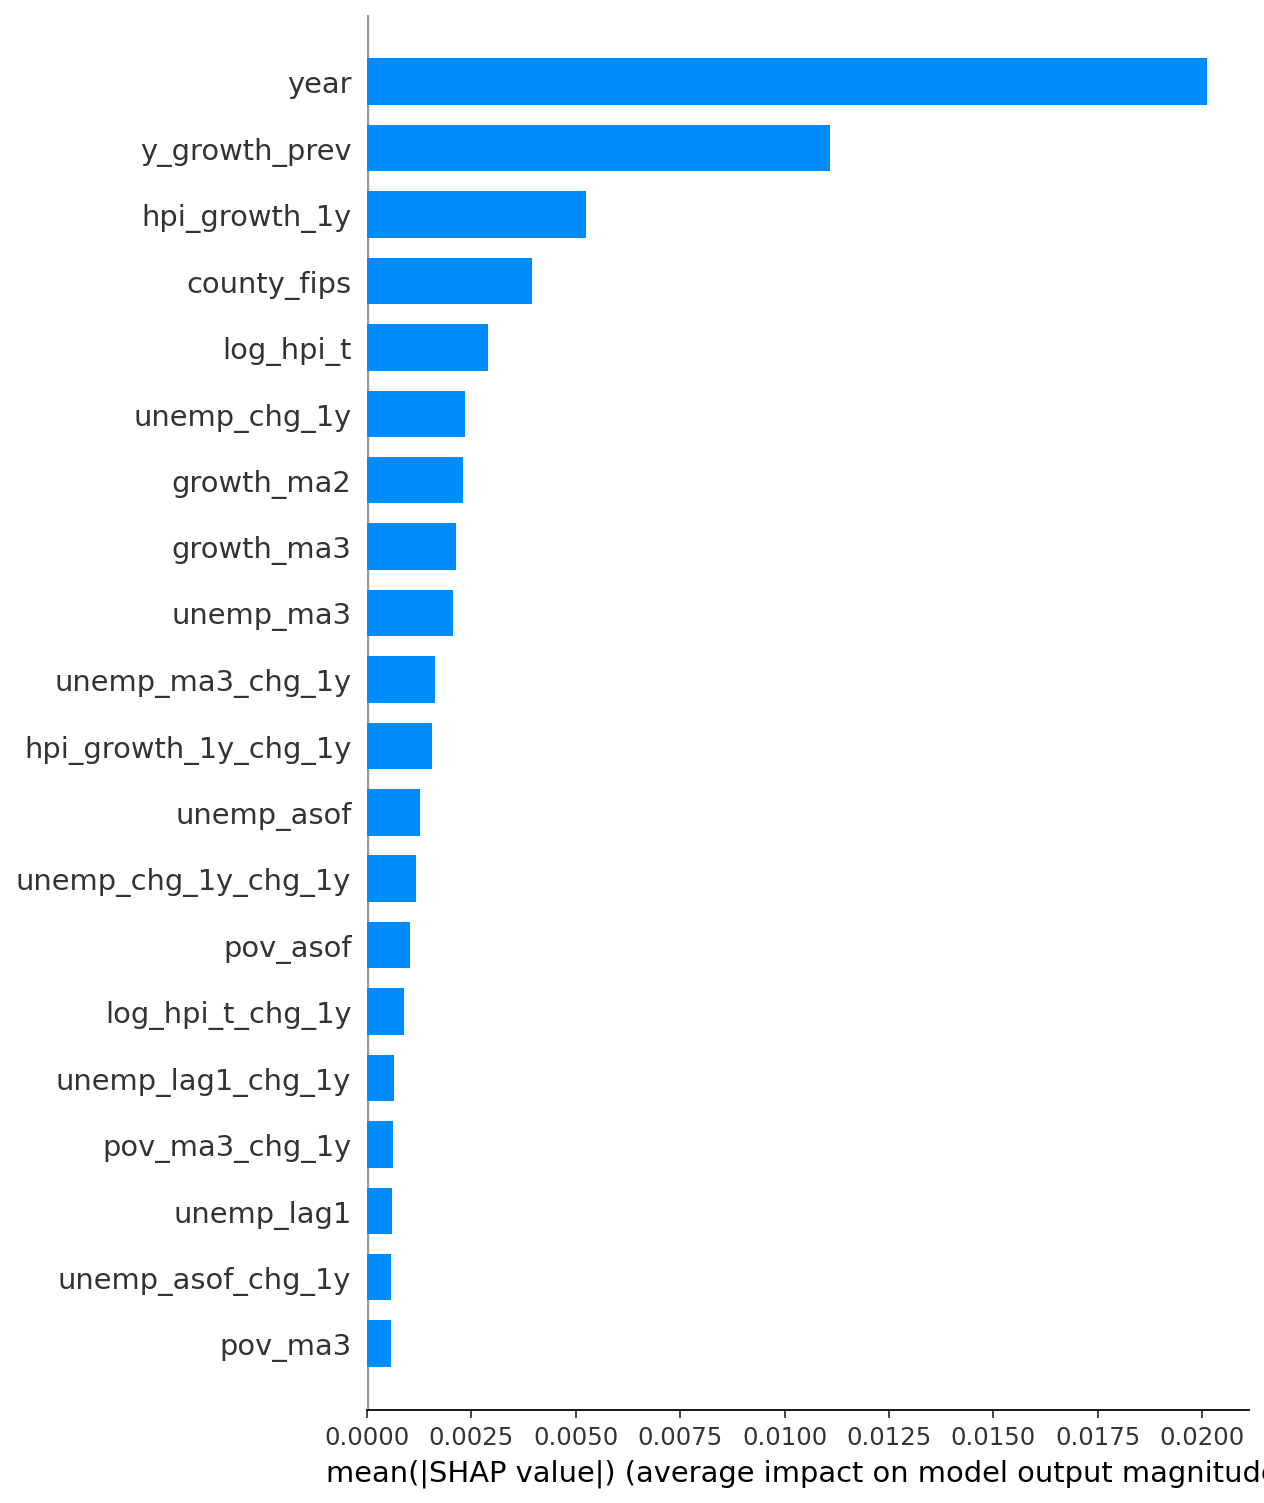 year
y_growth_prev
hpi_growth_1y
county_fips
log_hpi_t
unemp_chg_1y
growth_ma2
growth_ma3
unemp_ma3
unemp_ma3_chg_1y
hpi_growth_1y_chg_1y
unemp_asof
unemp_chg_1y_chg_1y
pov_asof
log_hpi_t_chg_1y
unemp_lag1_chg_1y
pov_ma3_chg_1y
unemp_lag1
unemp_asof_chg_1y
pov_ma3
0.0000 0.0025 0.0050 0.0075 0.0100 0.0125 0.0150 0.0175 0.0200
mean(|SHAP value|) (average impact on model output magnitude